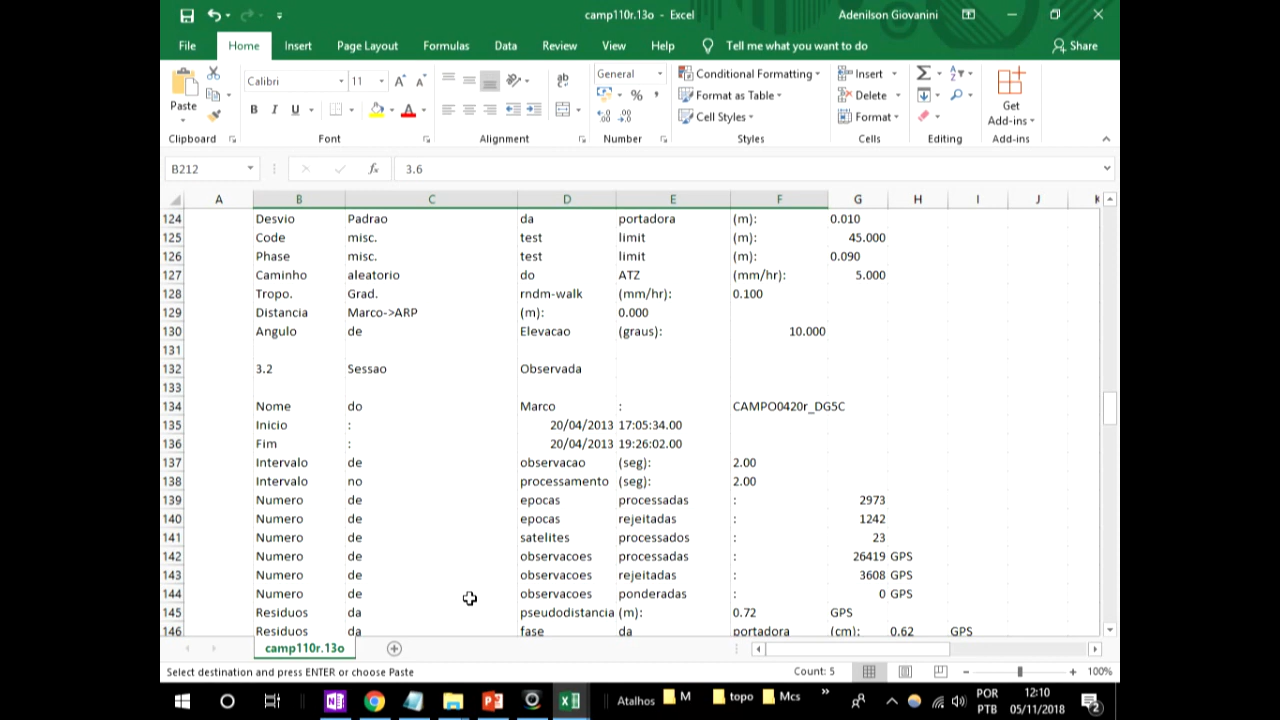 camp110r.13o - Excel
Adenilson Giovanini
File Home Insert Page Layout Formulas Data Review View Help Tell me what you want to do Share
Paste
Calibri 11
B I U
General
% ,
Conditional Formatting
Format as Table
Cell Styles
Insert
Delete
Format
Get
Add-ins
Clipboard Font Alignment Number Styles Cells Editing Add-ins
B212 fx 3.6
A B C D E F G H I J K
124 Desvio Padrao da portadora (m): 0.010
125 Code misc. test limit (m): 45.000
126 Phase misc. test limit (m): 0.090
127 Caminho aleatorio do ATZ (mm/hr): 5.000
128 Tropo. Grad. rndm-walk (mm/hr): 0.100
129 Distancia Marco->ARP (m): 0.000
130 Angulo de Elevacao (graus): 10.000
131
132 3.2 Sessao Observada
133
134 Nome do Marco : CAMPO0420r_DG5C
135 Inicio : 20/04/2013 17:05:34.00
136 Fim : 20/04/2013 19:26:02.00
137 Intervalo de observacao (seg): 2.00
138 Intervalo no processamento (seg): 2.00
139 Numero de epocas processadas : 2973
140 Numero de epocas rejeitadas : 1242
141 Numero de satelites processados : 23
142 Numero de observacoes processadas : 26419 GPS
143 Numero de observacoes rejeitadas : 3608 GPS
144 Numero de observacoes ponderadas : 0 GPS
145 Residuos da pseudodistancia (m): 0.72 GPS
146 Residuos da fase da portadora (cm): 0.62 GPS
camp110r.13o
Select destination and press ENTER or choose Paste Count: 5 100%
Atalhos M topo Mcs » POR PTB 12:10 05/11/2018 2